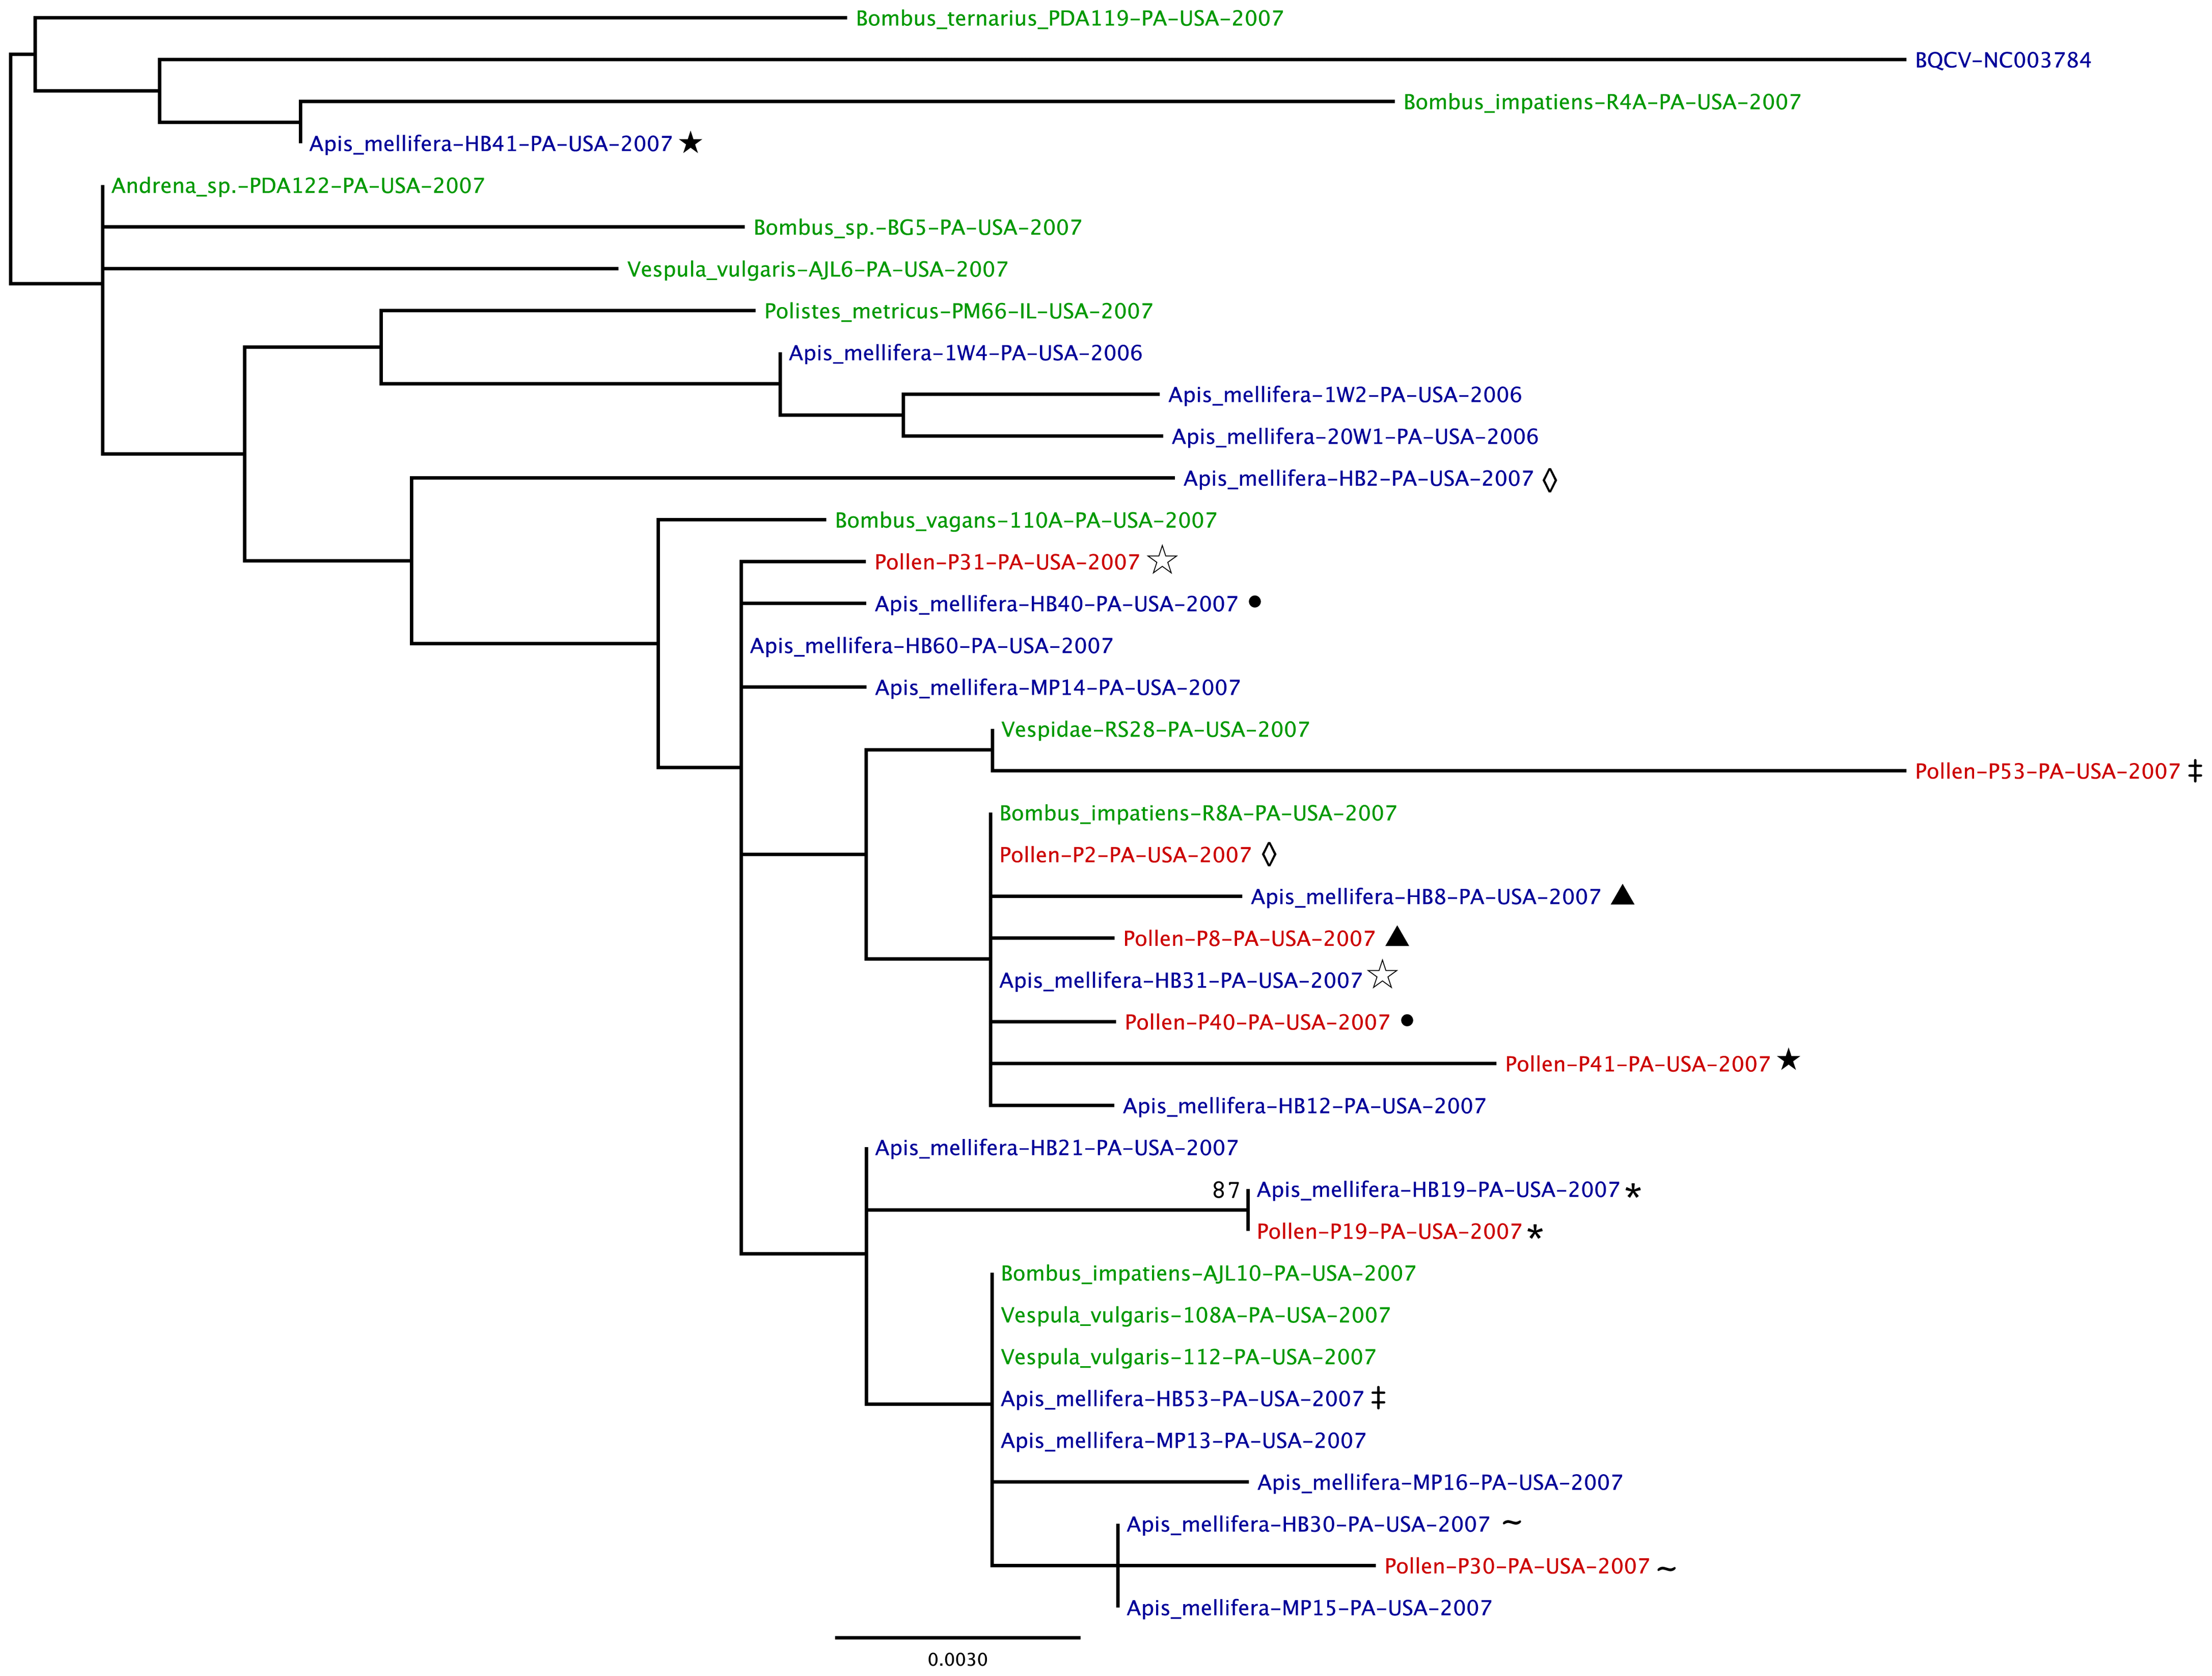 Bombus_ternarius_PDA119-PA-USA-2007
BQCV-NC003784
Bombus_impatiens-R4A-PA-USA-2007
Apis_mellifera-HB41-PA-USA-2007 ★
Andrena_sp.-PDA122-PA-USA-2007
Bombus_sp.-BG5-PA-USA-2007
Vespula_vulgaris-AJL6-PA-USA-2007
Polistes_metricus-PM66-IL-USA-2007
Apis_mellifera-1W4-PA-USA-2006
Apis_mellifera-1W2-PA-USA-2006
Apis_mellifera-20W1-PA-USA-2006
Apis_mellifera-HB2-PA-USA-2007 ◊
Bombus_vagans-110A-PA-USA-2007
Pollen-P31-PA-USA-2007 ☆
Apis_mellifera-HB40-PA-USA-2007 •
Apis_mellifera-HB60-PA-USA-2007
Apis_mellifera-MP14-PA-USA-2007
Vespidae-RS28-PA-USA-2007
Pollen-P53-PA-USA-2007 ‡
Bombus_impatiens-R8A-PA-USA-2007
Pollen-P2-PA-USA-2007 ◊
Apis_mellifera-HB8-PA-USA-2007 ▲
Pollen-P8-PA-USA-2007 ▲
Apis_mellifera-HB31-PA-USA-2007 ☆
Pollen-P40-PA-USA-2007 •
Pollen-P41-PA-USA-2007 ★
Apis_mellifera-HB12-PA-USA-2007
Apis_mellifera-HB21-PA-USA-2007
87 Apis_mellifera-HB19-PA-USA-2007 *
Pollen-P19-PA-USA-2007 *
Bombus_impatiens-AJL10-PA-USA-2007
Vespula_vulgaris-108A-PA-USA-2007
Vespula_vulgaris-112-PA-USA-2007
Apis_mellifera-HB53-PA-USA-2007 ‡
Apis_mellifera-MP13-PA-USA-2007
Apis_mellifera-MP16-PA-USA-2007
Apis_mellifera-HB30-PA-USA-2007 ~
Pollen-P30-PA-USA-2007 ~
Apis_mellifera-MP15-PA-USA-2007
0.0030